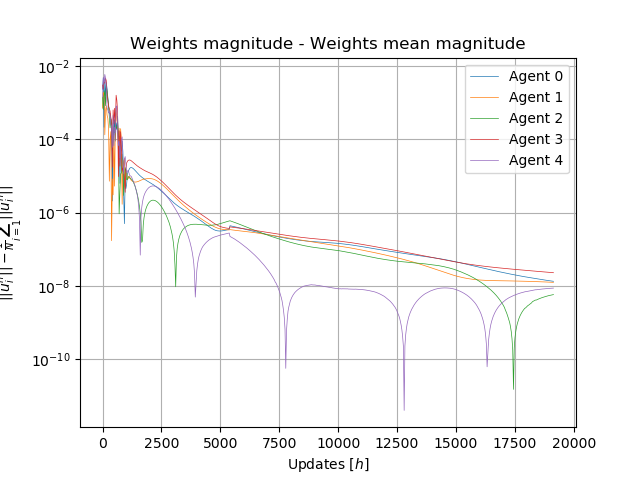 Weights magnitude - Weights mean magnitude
10⁻²
10⁻⁴
10⁻⁶
10⁻⁸
10⁻¹⁰
Agent 0
Agent 1
Agent 2
Agent 3
Agent 4
0 2500 5000 7500 10000 12500 15000 17500 20000
Updates [h]